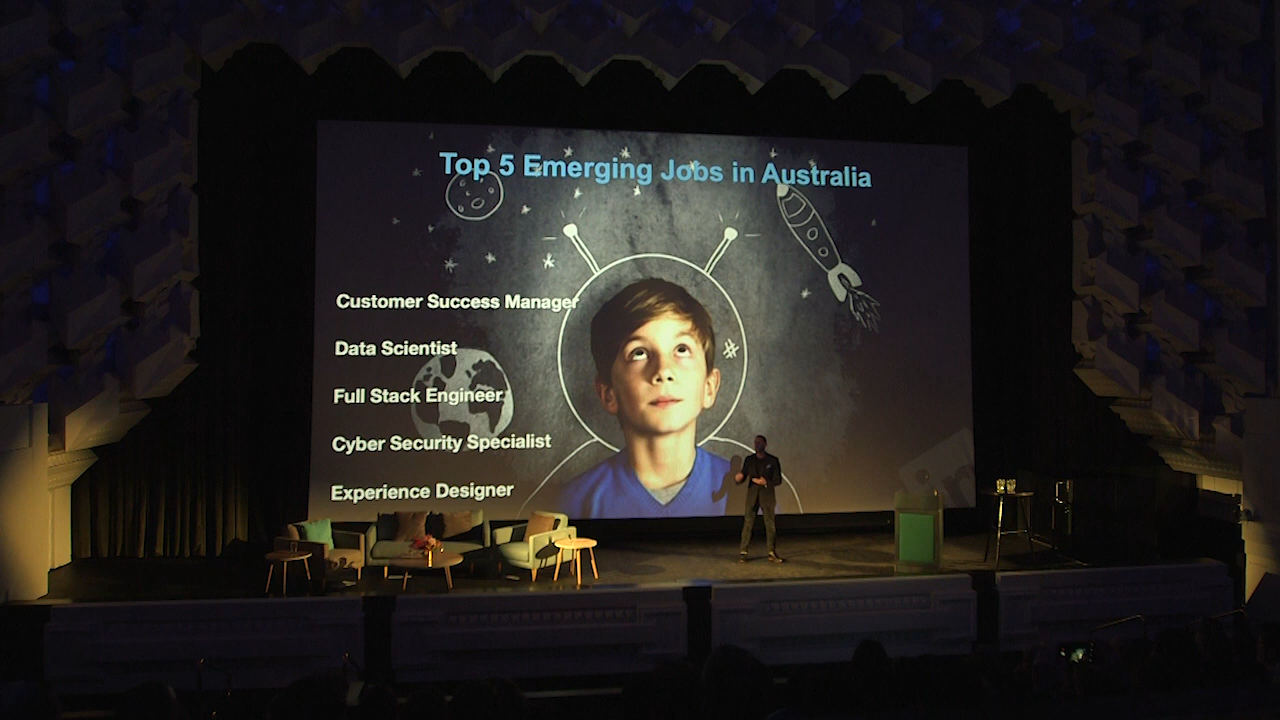 Top 5 Emerging Jobs in Australia
Customer Success Manager
Data Scientist
Full Stack Engineer
Cyber Security Specialist
Experience Designer
in